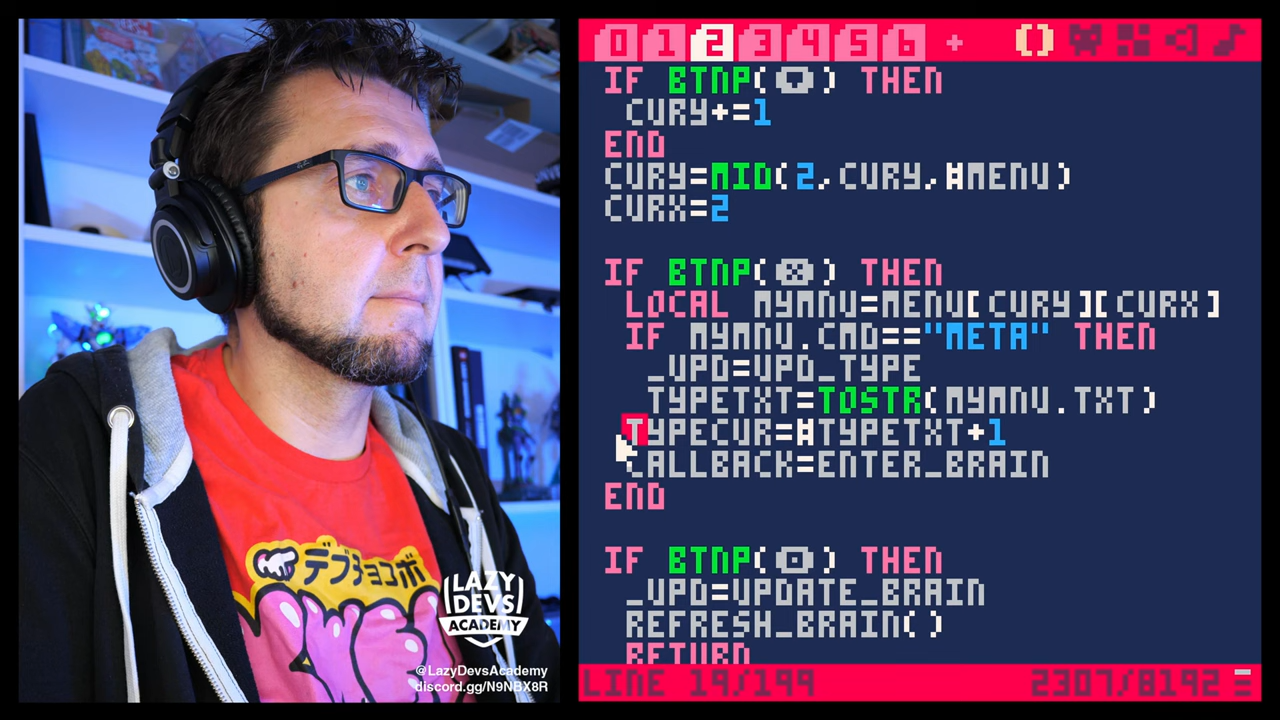 デブチョコボ
LAZY
DEVS
ACADEMY
@LazyDevsAcademy
discord.gg/N9NBX8R
0 1 2 3 4 5 6 +
IF BTNP(⬇️) THEN
CURY+=1
END
CURY=MID(2,CURY,#MENU)
CURX=2
IF BTNP(❎) THEN
LOCAL MYMNU=MENU[CURY][CURX]
IF MYMNU.CMD=="META" THEN
_UPD=UPD_TYPE
TYPETXT=TOSTR(MYMNU.TXT)
TYPECUR=#TYPETXT+1
CALLBACK=ENTER_BRAIN
END
IF BTNP(🅾️) THEN
_UPD=UPDATE_BRAIN
REFRESH_BRAIN()
RETURN
LINE 19/199
2307/8192